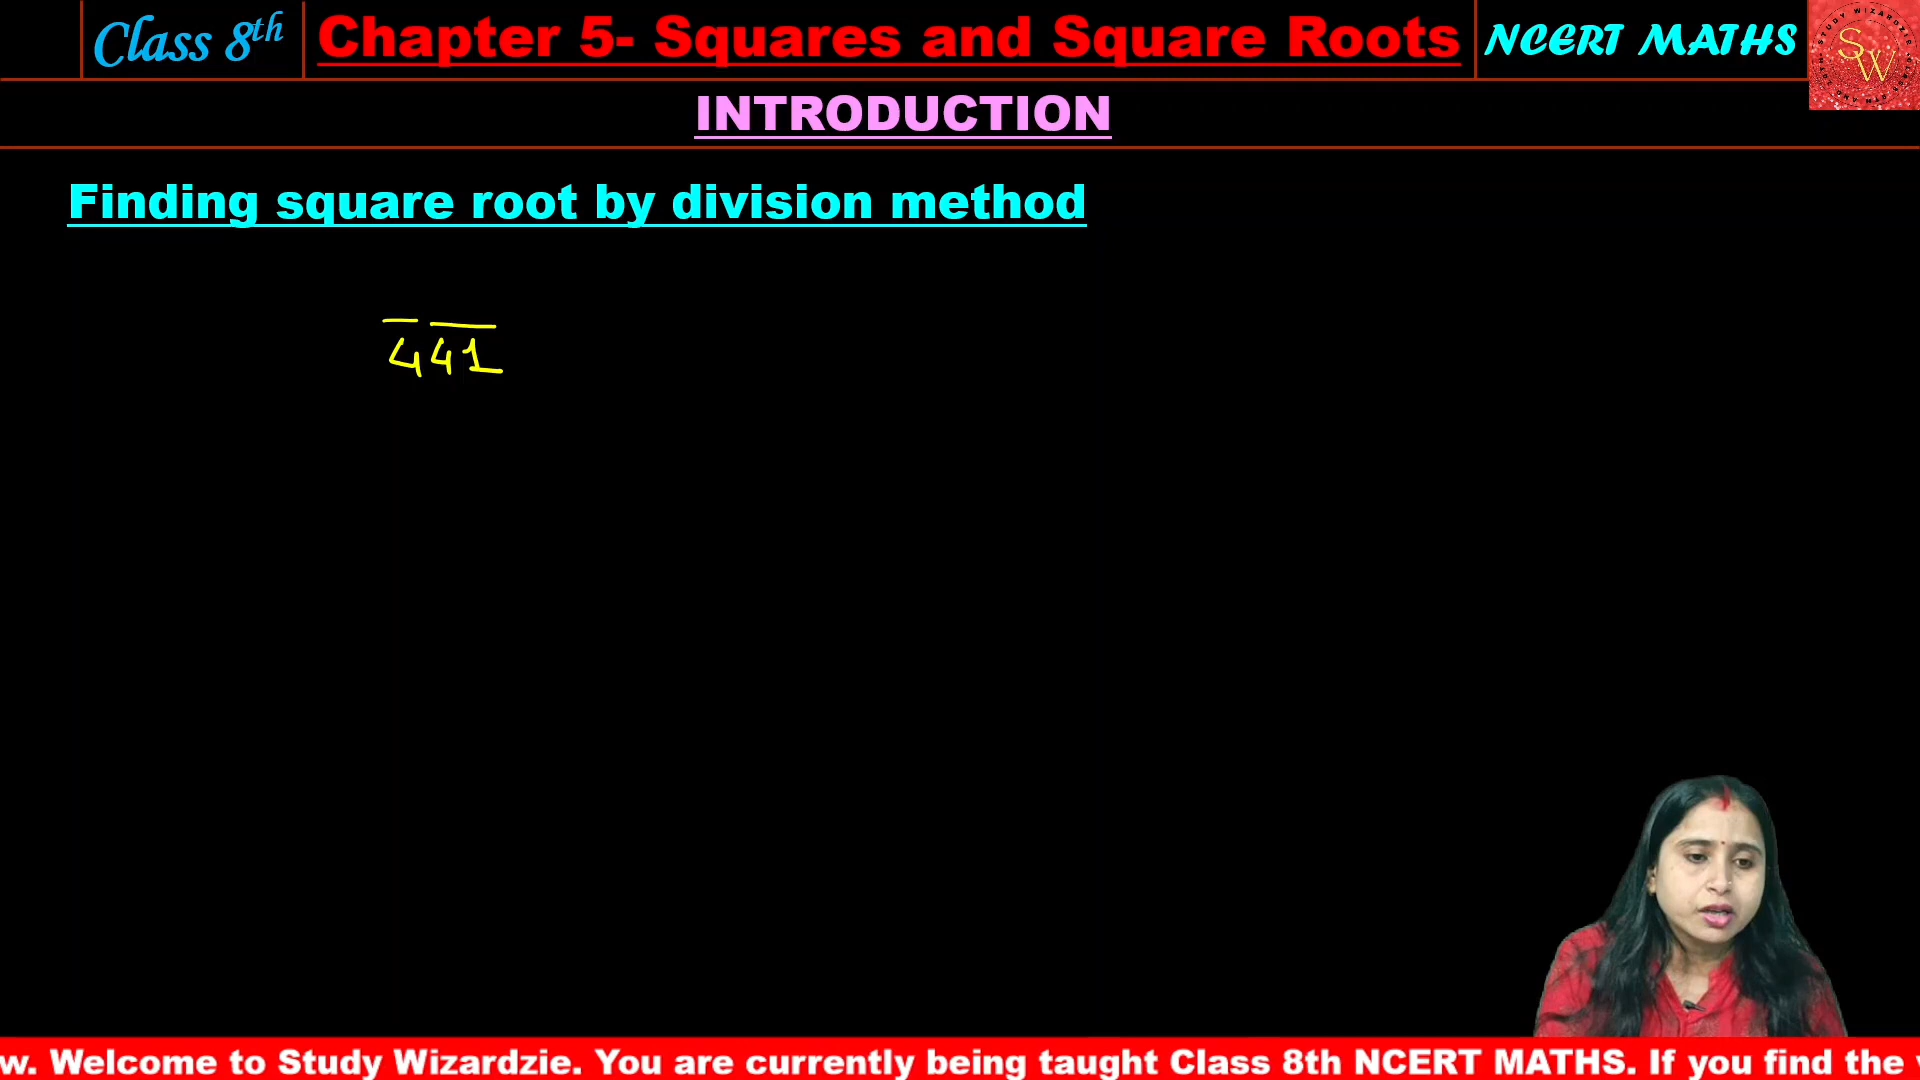 Class 8th
Chapter 5- Squares and Square Roots
NCERT MATHS
SW
INTRODUCTION
Finding square root by division method
441
w. Welcome to Study Wizardzie. You are currently being taught Class 8th NCERT MATHS. If you find the